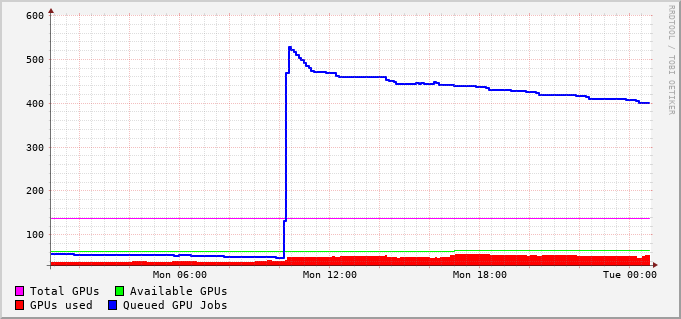 600
500
400
300
200
100
Mon 06:00 Mon 12:00 Mon 18:00 Tue 00:00
Total GPUs Available GPUs
GPUs used Queued GPU Jobs
RRDTOOL / TOBI OETIKER